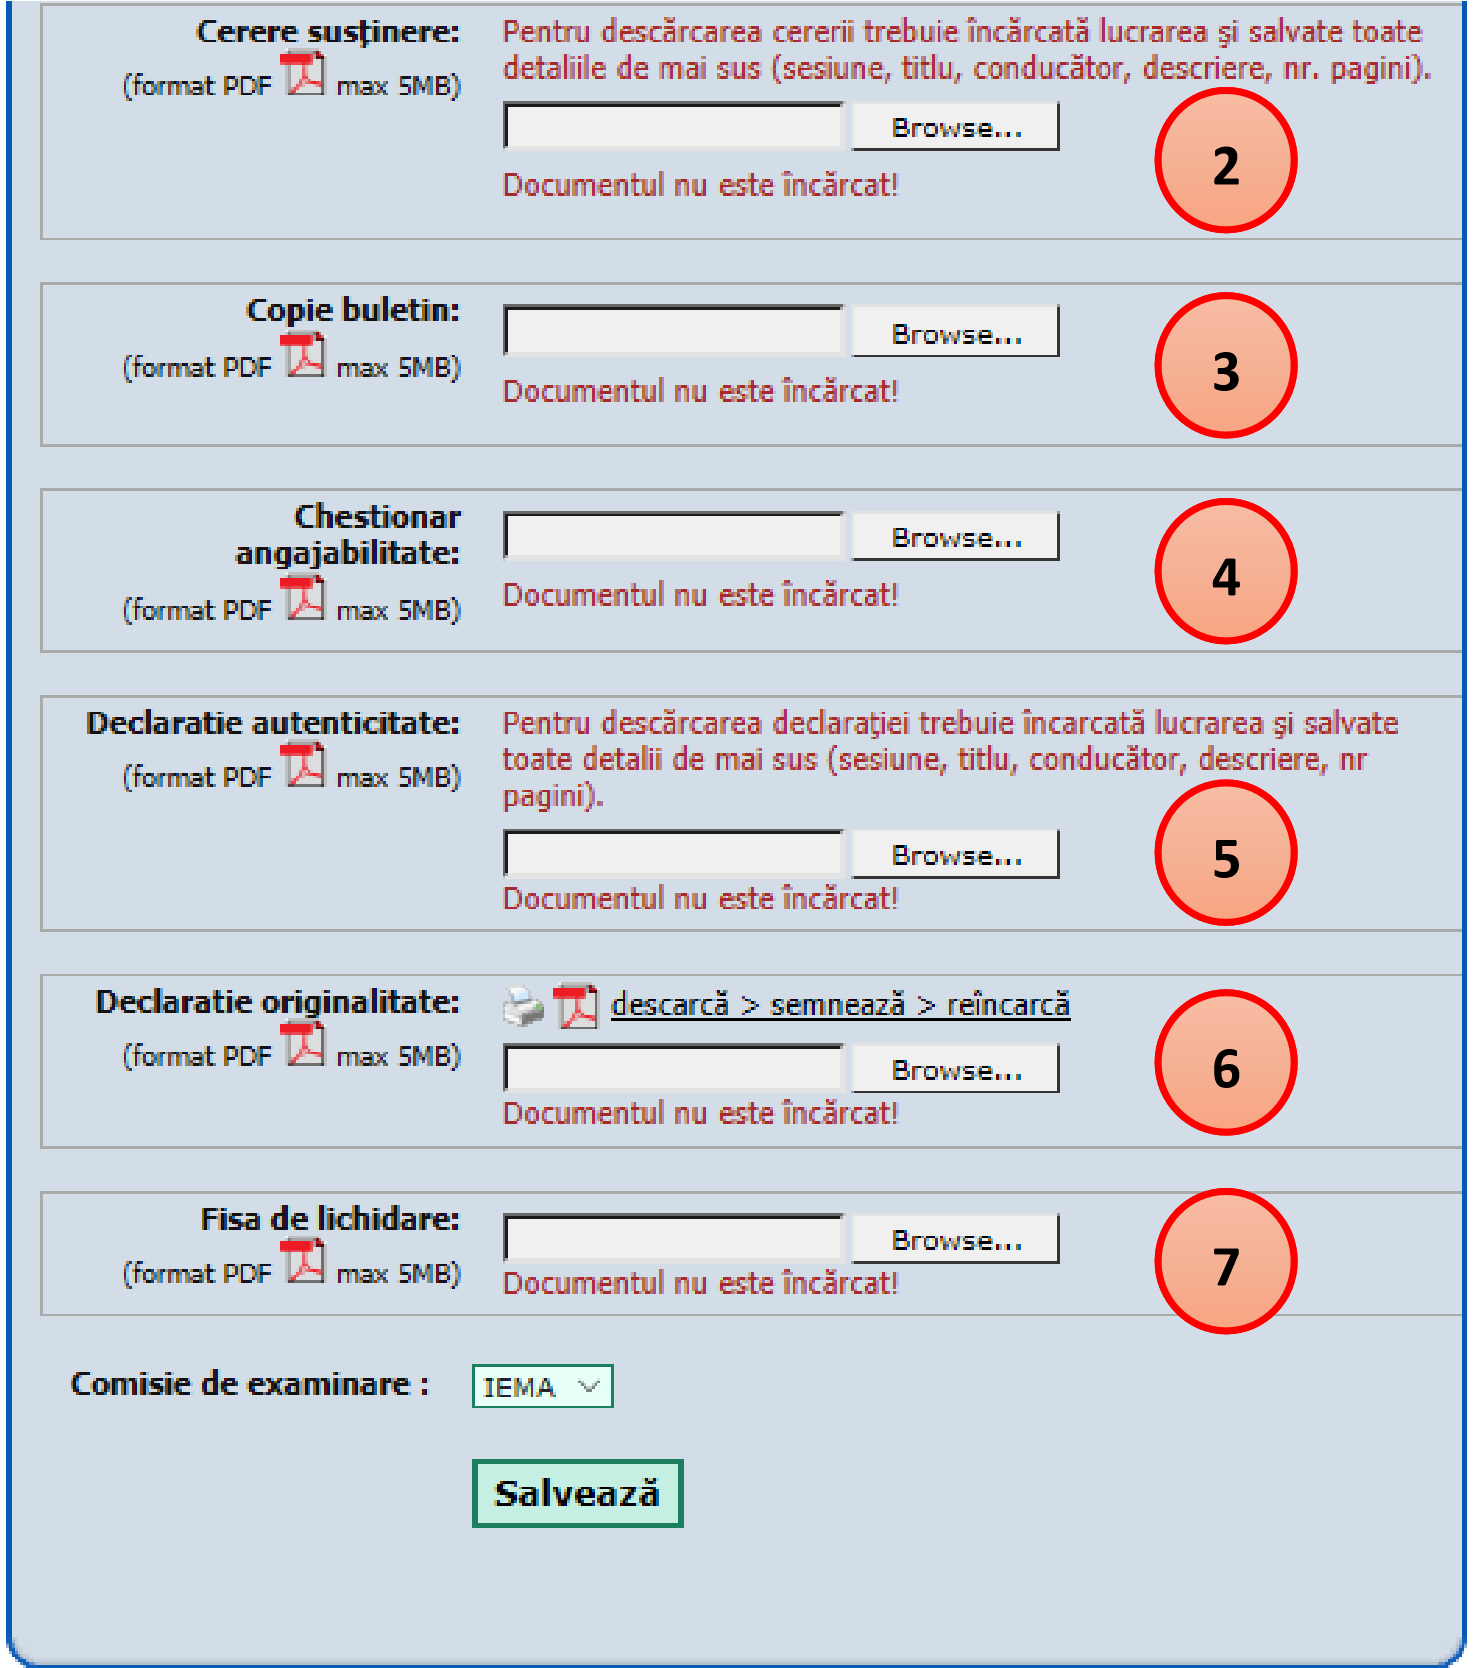 Cerere susținere:
(format PDF max 5MB)
Pentru descărcarea cererii trebuie încărcată lucrarea şi salvate toate
detaliile de mai sus (sesiune, titlu, conducător, descriere, nr. pagini).
Browse...
Documentul nu este încărcat!
2
Copie buletin:
(format PDF max 5MB)
Browse...
Documentul nu este încărcat!
3
Chestionar
angajabilitate:
(format PDF max 5MB)
Browse...
Documentul nu este încărcat!
4
Declaratie autenticitate:
(format PDF max 5MB)
Pentru descărcarea declarației trebuie încarcată lucrarea şi salvate
toate detalii de mai sus (sesiune, titlu, conducător, descriere, nr
pagini).
Browse...
Documentul nu este încărcat!
5
Declaratie originalitate:
(format PDF max 5MB)
descarcă > semnează > reîncarcă
Browse...
Documentul nu este încărcat!
6
Fisa de lichidare:
(format PDF max 5MB)
Browse...
Documentul nu este încărcat!
7
Comisie de examinare :
IEMA
Salvează